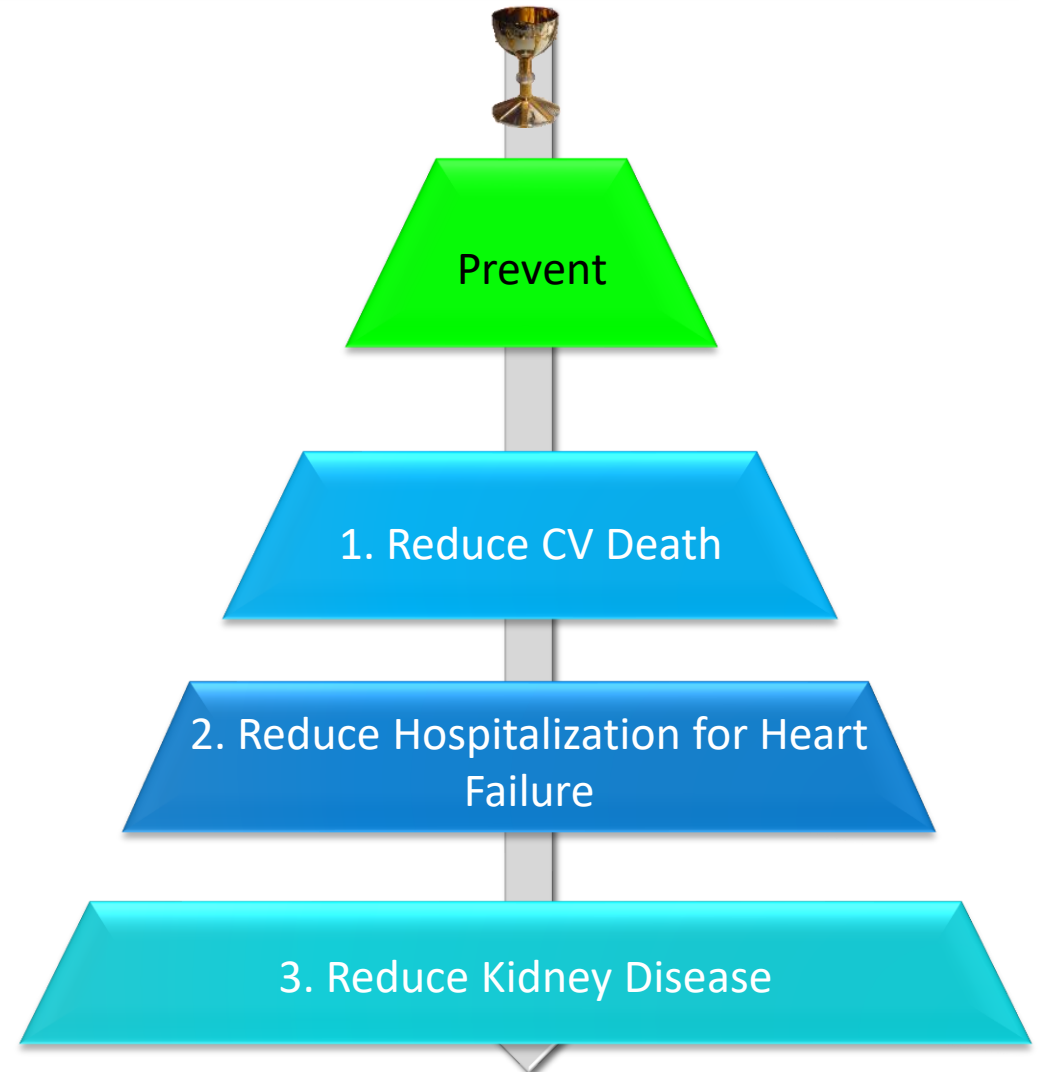 Prevent
1. Reduce CV Death
2. Reduce Hospitalization for Heart
Failure
3. Reduce Kidney Disease